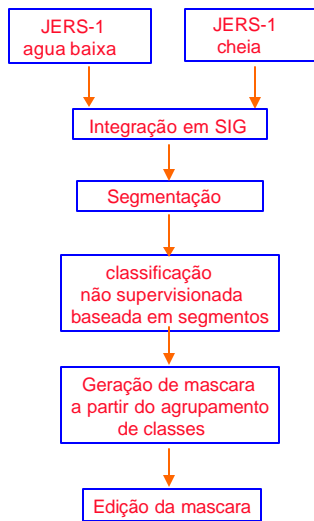 JERS-1
agua baixa
JERS-1
cheia
Integração em SIG
Segmentação
classificação
não supervisionada
baseada em segmentos
Geração de mascara
a partir do agrupamento
de classes
Edição da mascara